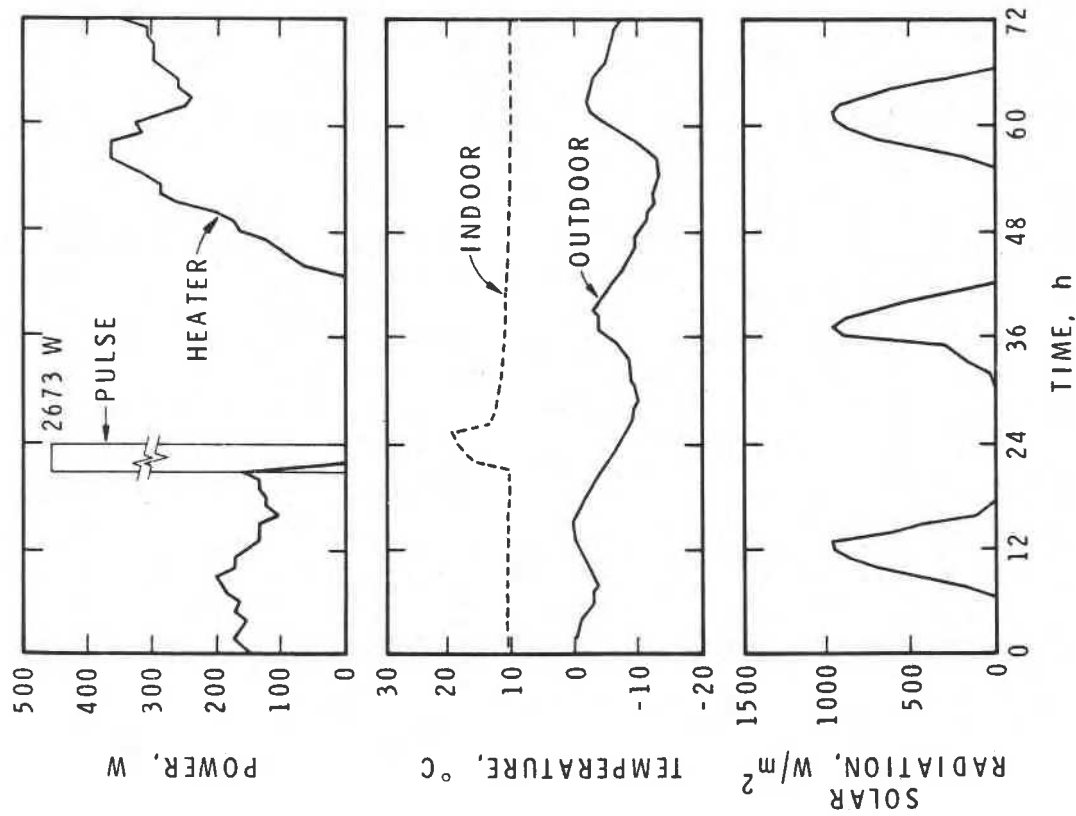 500
400
300
200
100
0
POWER, W
2673 W
PULSE
HEATER
30
20
10
0
-10
-20
TEMPERATURE, °C
INDOOR
OUTDOOR
1500
1000
500
0
SOLAR
RADIATION, W/m²
0
12
24
36
48
60
72
TIME, h